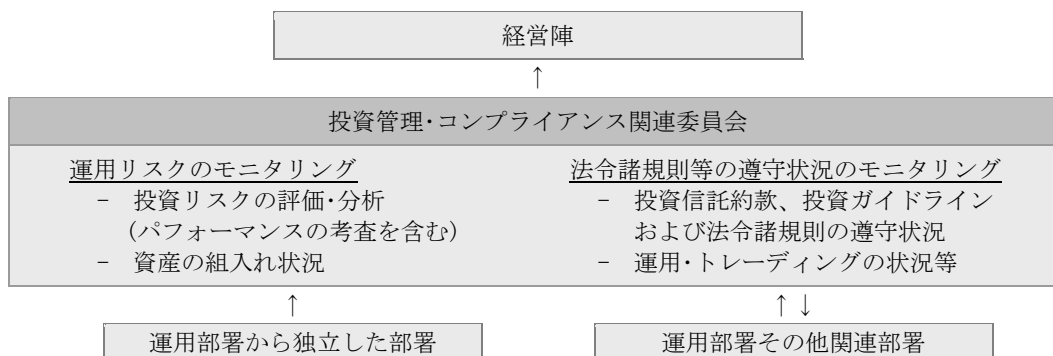 経営陣
↑
投資管理･コンプライアンス関連委員会
運用リスクのモニタリング
－ 投資リスクの評価･分析
(パフォーマンスの考査を含む)
－ 資産の組入れ状況
法令諸規則等の遵守状況のモニタリング
－ 投資信託約款、投資ガイドライン
および法令諸規則の遵守状況
－ 運用･トレーディングの状況等
↑
↑ ↓
運用部署から独立した部署
運用部署その他関連部署